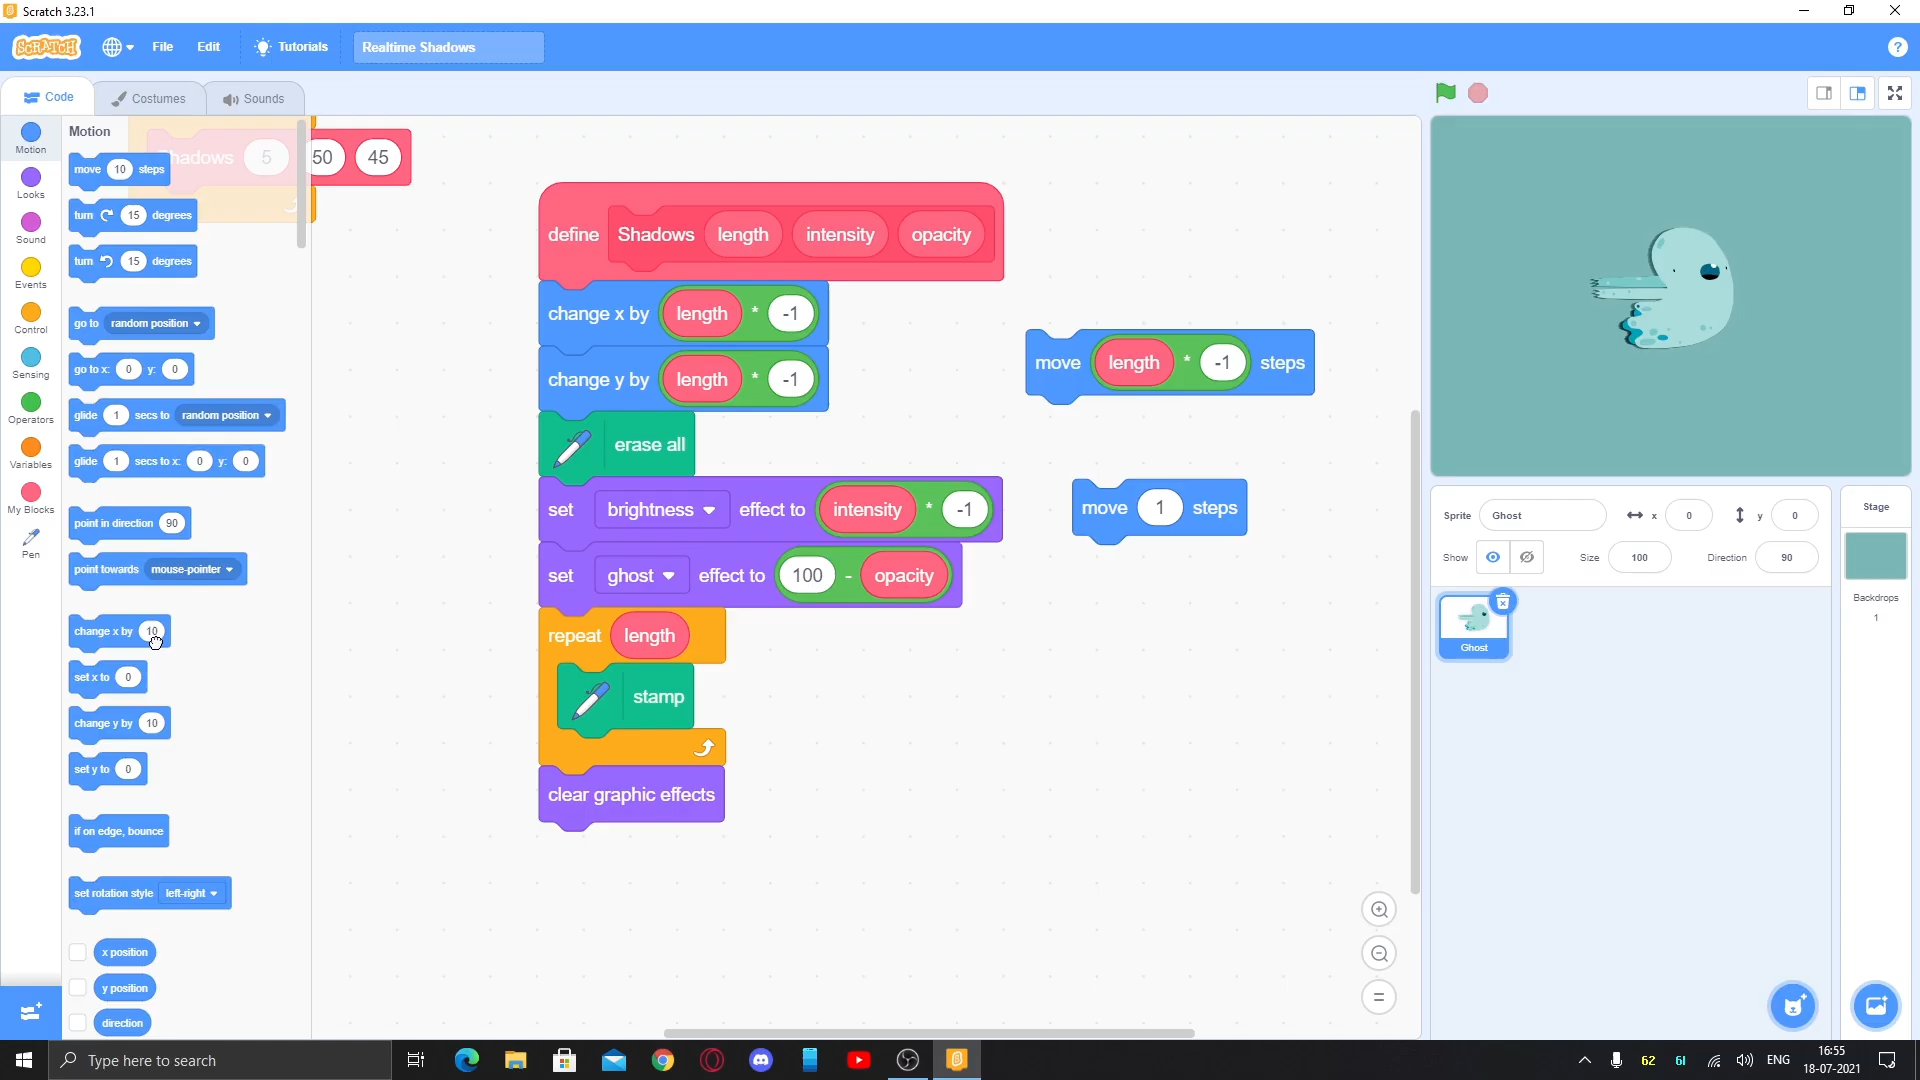 Scratch 3.23.1
SCRATCH File Edit Tutorials Realtime Shadows ?
Code Costumes Sounds
Motion
Looks
Sound
Events
Control
Sensing
Operators
Variables
My Blocks
Pen
Motion
move 10 steps
turn 15 degrees
turn 15 degrees
go to random position
go to x: 0 y: 0
glide 1 secs to random position
glide 1 secs to x: 0 y: 0
point in direction 90
point towards mouse-pointer
change x by 10
set x to 0
change y by 10
set y to 0
if on edge, bounce
set rotation style left-right
x position
y position
direction
Shadows 5 50 45
define Shadows length intensity opacity
change x by length * -1
change y by length * -1
erase all
set brightness effect to intensity * -1
set ghost effect to 100 - opacity
repeat length
stamp
clear graphic effects
move length * -1 steps
move 1 steps
Sprite Ghost x 0 y 0
Show Size 100 Direction 90
Ghost
Stage
Backdrops
1
Type here to search
62 61 ENG 16:55
18-07-2021